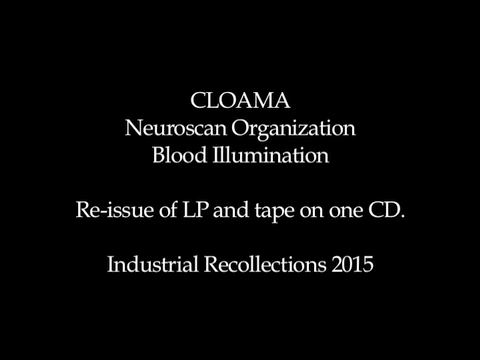 CLOAMA
Neuroscan Organization
Blood Illumination
Re-issue of LP and tape on one CD.
Industrial Recollections 2015